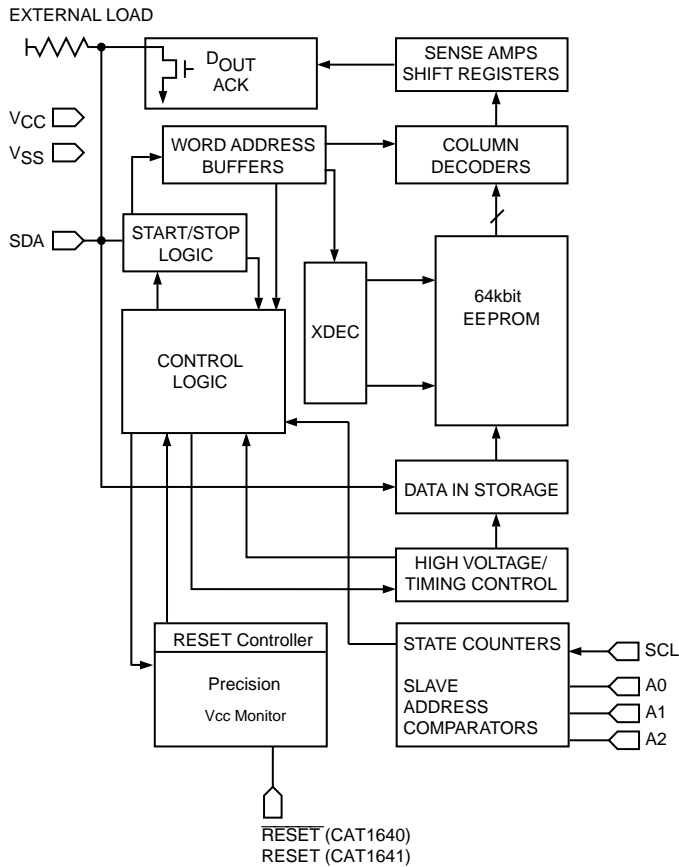 EXTERNAL LOAD
DOUT
ACK
SENSE AMPS
SHIFT REGISTERS
VCC
VSS
WORD ADDRESS
BUFFERS
COLUMN
DECODERS
SDA
START/STOP
LOGIC
64kbit
EEPROM
XDEC
CONTROL
LOGIC
DATA IN STORAGE
HIGH VOLTAGE/
TIMING CONTROL
RESET Controller
Precision
Vcc Monitor
STATE COUNTERS
SLAVE
ADDRESS
COMPARATORS
SCL
A0
A1
A2
RESET (CAT1640)
RESET (CAT1641)